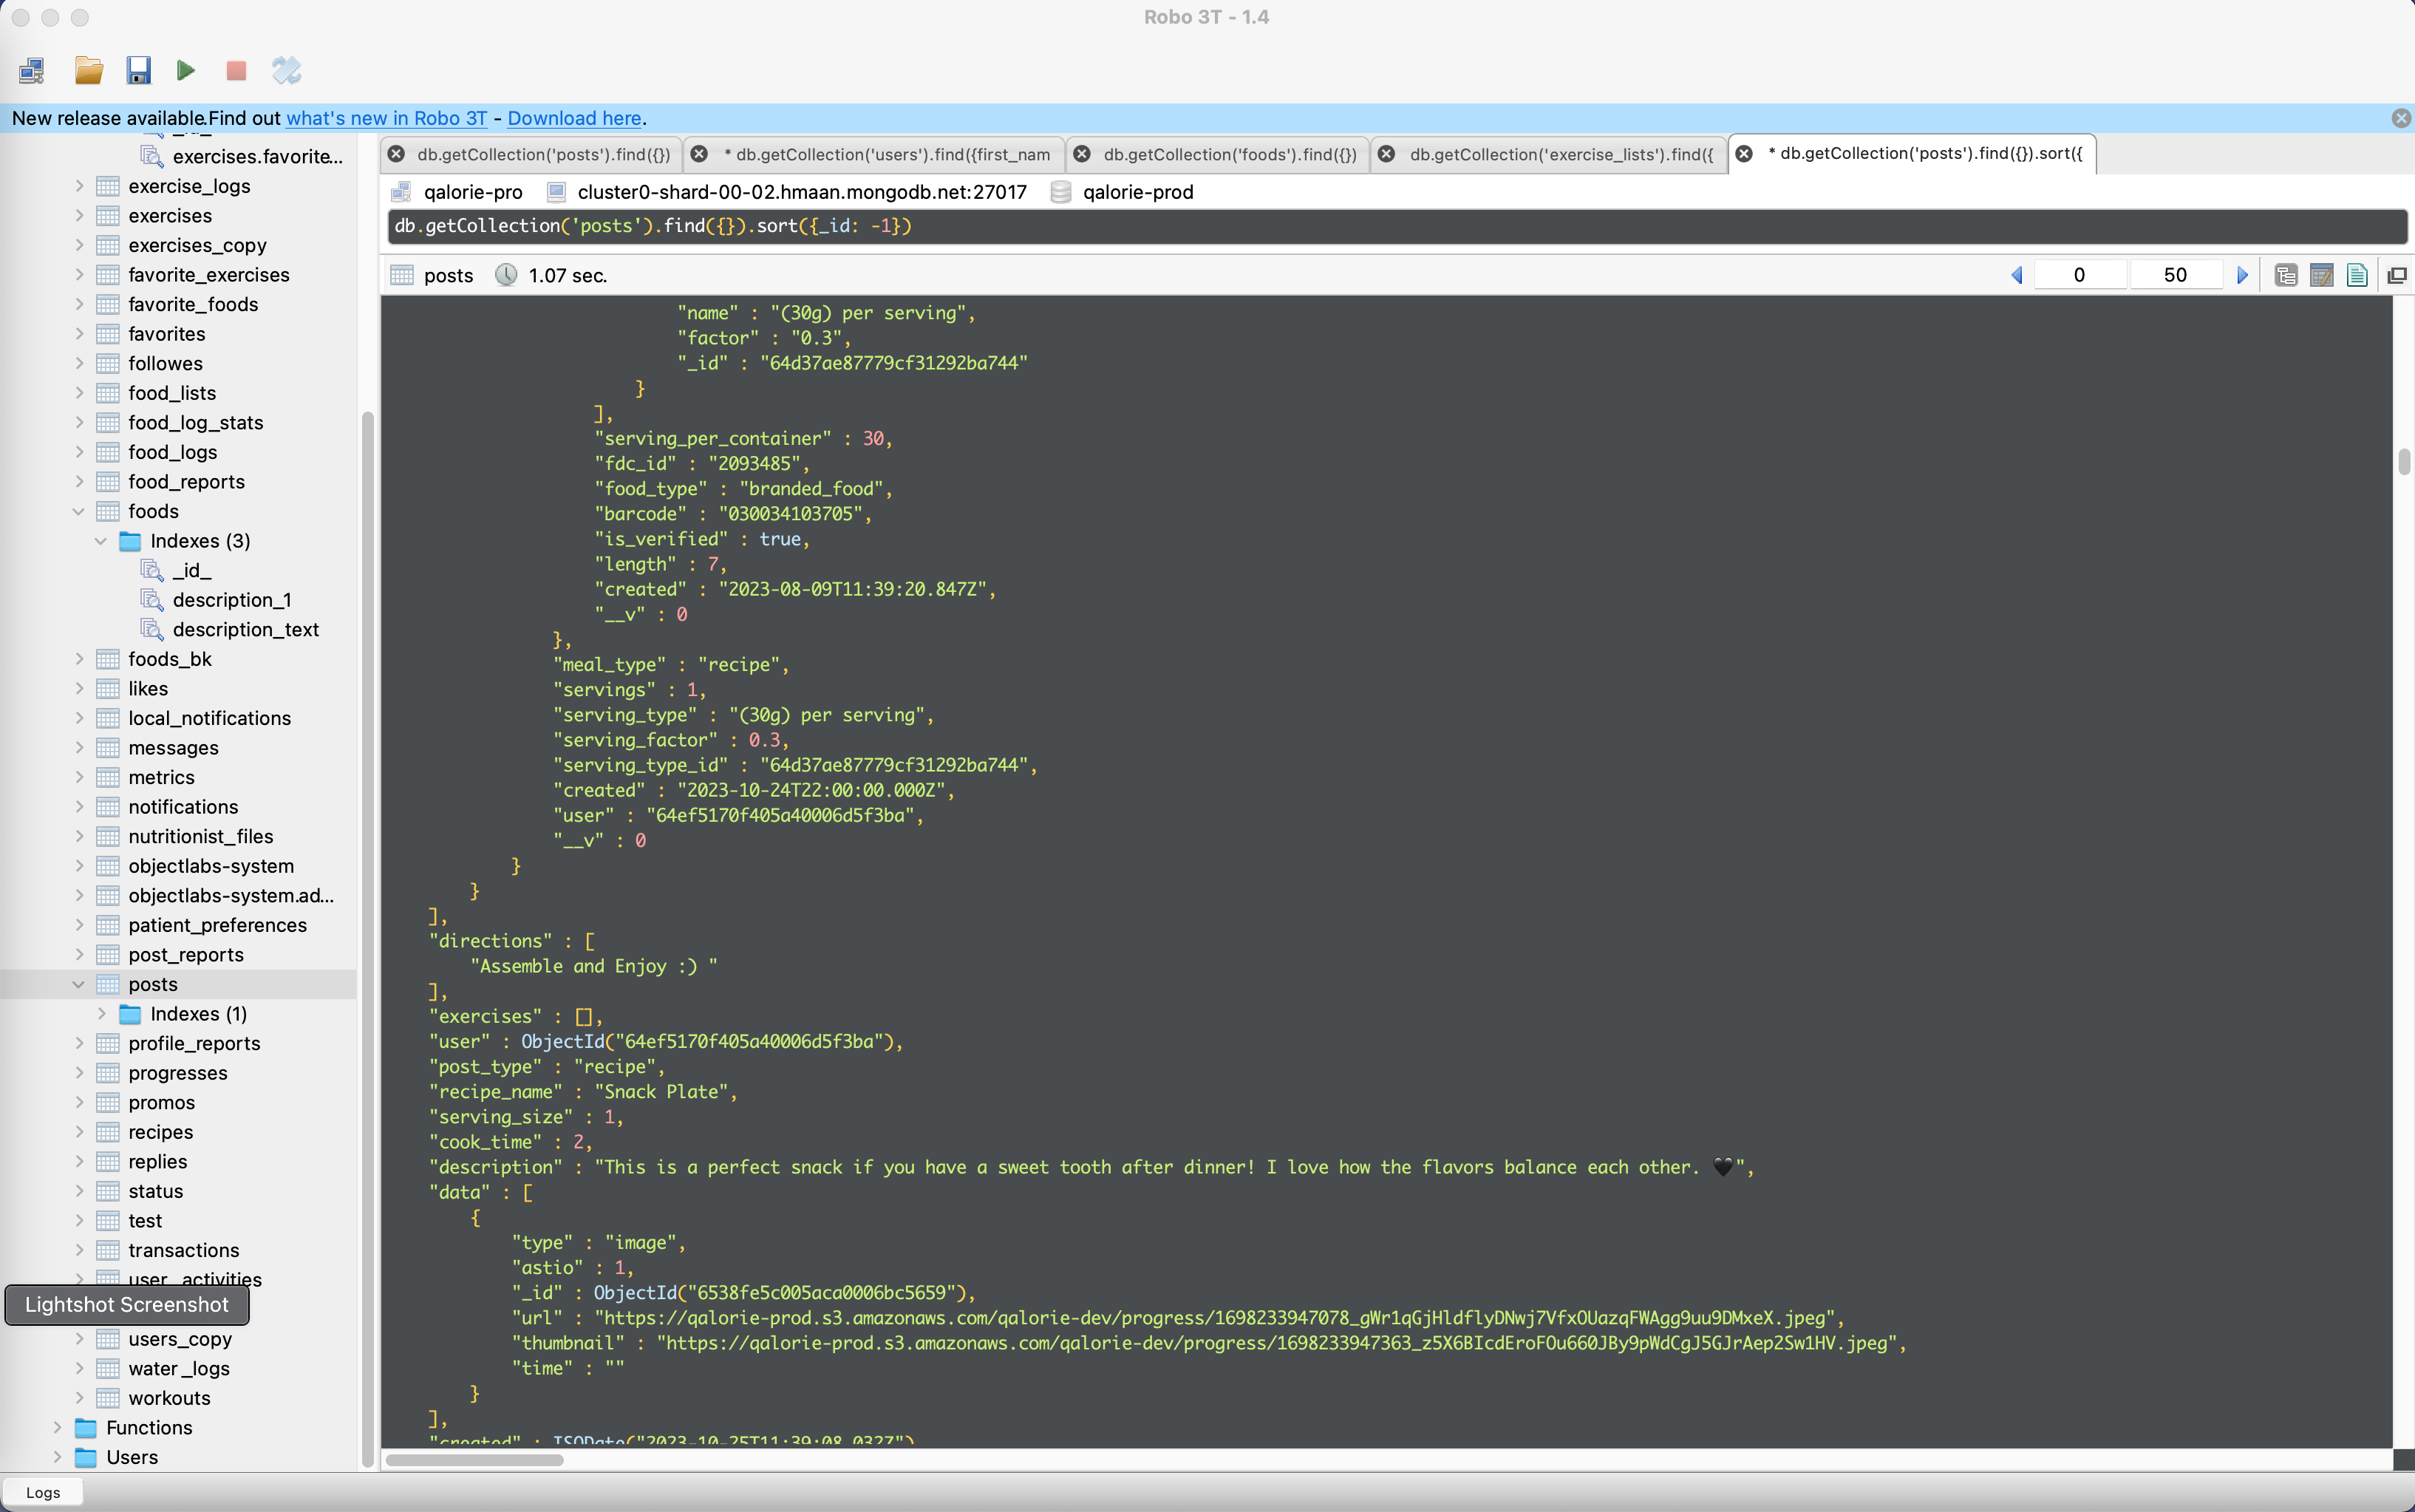 Robo 3T - 1.4
New release available.Find out what's new in Robo 3T - Download here.
exercises.favorite...
exercise_logs
exercises
exercises_copy
favorite_exercises
favorite_foods
favorites
followes
food_lists
food_log_stats
food_logs
food_reports
foods
Indexes (3)
_id_
description_1
description_text
foods_bk
likes
local_notifications
messages
metrics
notifications
nutritionist_files
objectlabs-system
objectlabs-system.ad...
patient_preferences
post_reports
posts
Indexes (1)
profile_reports
progresses
promos
recipes
replies
status
test
transactions
user_activities
Lightshot Screenshot
users_copy
water_logs
workouts
Functions
Users
Logs
db.getCollection('posts').find({})
* db.getCollection('users').find({first_nam
db.getCollection('foods').find({})
db.getCollection('exercise_lists').find({
* db.getCollection('posts').find({}).sort({
qalorie-pro cluster0-shard-00-02.hmaan.mongodb.net:27017 qalorie-prod
db.getCollection('posts').find({}).sort({_id: -1})
posts 1.07 sec. 0 50
"name" : "(30g) per serving",
"factor" : "0.3",
"_id" : "64d37ae87779cf31292ba744"
}
],
"serving_per_container" : 30,
"fdc_id" : "2093485",
"food_type" : "branded_food",
"barcode" : "030034103705",
"is_verified" : true,
"length" : 7,
"created" : "2023-08-09T11:39:20.847Z",
"__v" : 0
},
"meal_type" : "recipe",
"servings" : 1,
"serving_type" : "(30g) per serving",
"serving_factor" : 0.3,
"serving_type_id" : "64d37ae87779cf31292ba744",
"created" : "2023-10-24T22:00:00.000Z",
"user" : "64ef5170f405a40006d5f3ba",
"__v" : 0
}
}
],
"directions" : [
"Assemble and Enjoy :) "
],
"exercises" : [],
"user" : ObjectId("64ef5170f405a40006d5f3ba"),
"post_type" : "recipe",
"recipe_name" : "Snack Plate",
"serving_size" : 1,
"cook_time" : 2,
"description" : "This is a perfect snack if you have a sweet tooth after dinner! I love how the flavors balance each other. 🖤",
"data" : [
{
"type" : "image",
"astio" : 1,
"_id" : ObjectId("6538fe5c005aca0006bc5659"),
"url" : "https://qalorie-prod.s3.amazonaws.com/qalorie-dev/progress/1698233947078_gWr1qGjHldflyDNwj7VfxOUazqFWAgg9uu9DMxeX.jpeg",
"thumbnail" : "https://qalorie-prod.s3.amazonaws.com/qalorie-dev/progress/1698233947363_z5X6BIcdEroFOu660JBy9pWdCgJ5GJrAep2Sw1HV.jpeg",
"time" : ""
}
],
"created" : ISODate("2023-10-25T11:39:08.032Z")